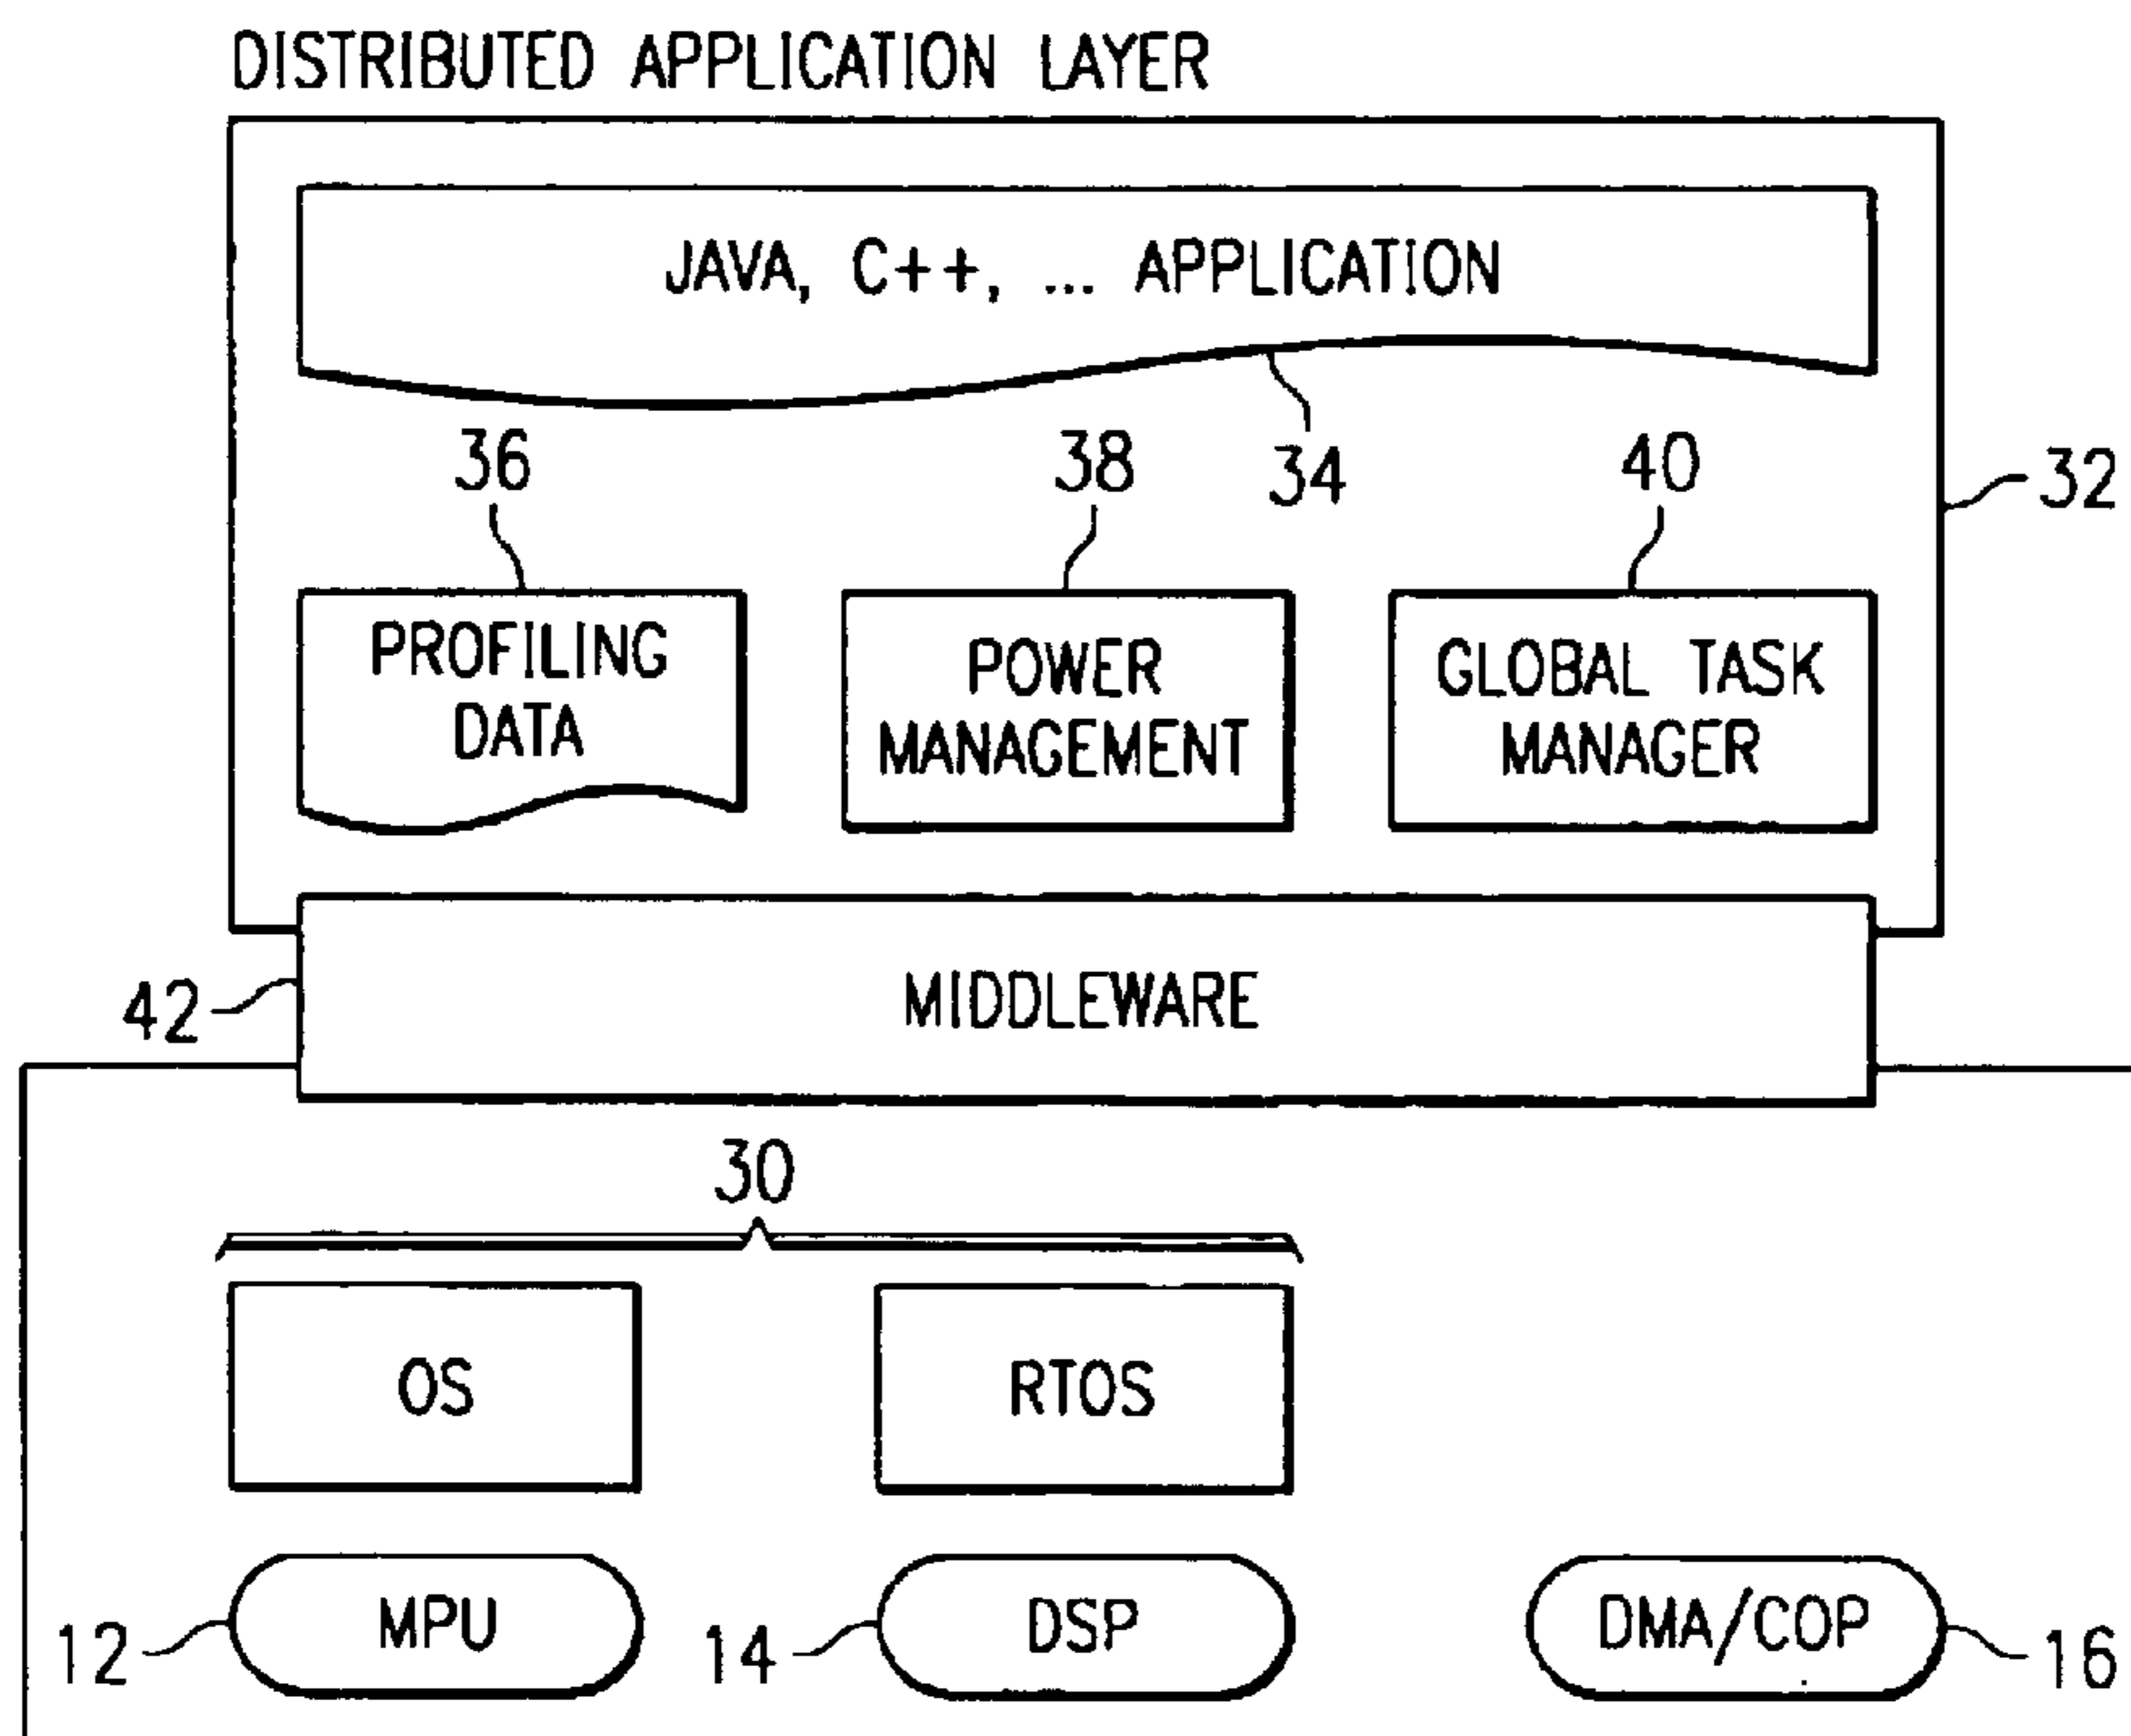 DISTRIBUTED APPLICATION LAYER
JAVA, C++, ... APPLICATION
36
38
34
40
32
PROFILING
DATA
POWER
MANAGEMENT
GLOBAL TASK
MANAGER
42
MIDDLEWARE
30
OS
RTOS
12
MPU
14
DSP
DMA/COP
16